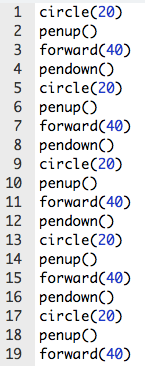 1 circle(20)
2 penup()
3 forward(40)
4 pendown()
5 circle(20)
6 penup()
7 forward(40)
8 pendown()
9 circle(20)
10 penup()
11 forward(40)
12 pendown()
13 circle(20)
14 penup()
15 forward(40)
16 pendown()
17 circle(20)
18 penup()
19 forward(40)